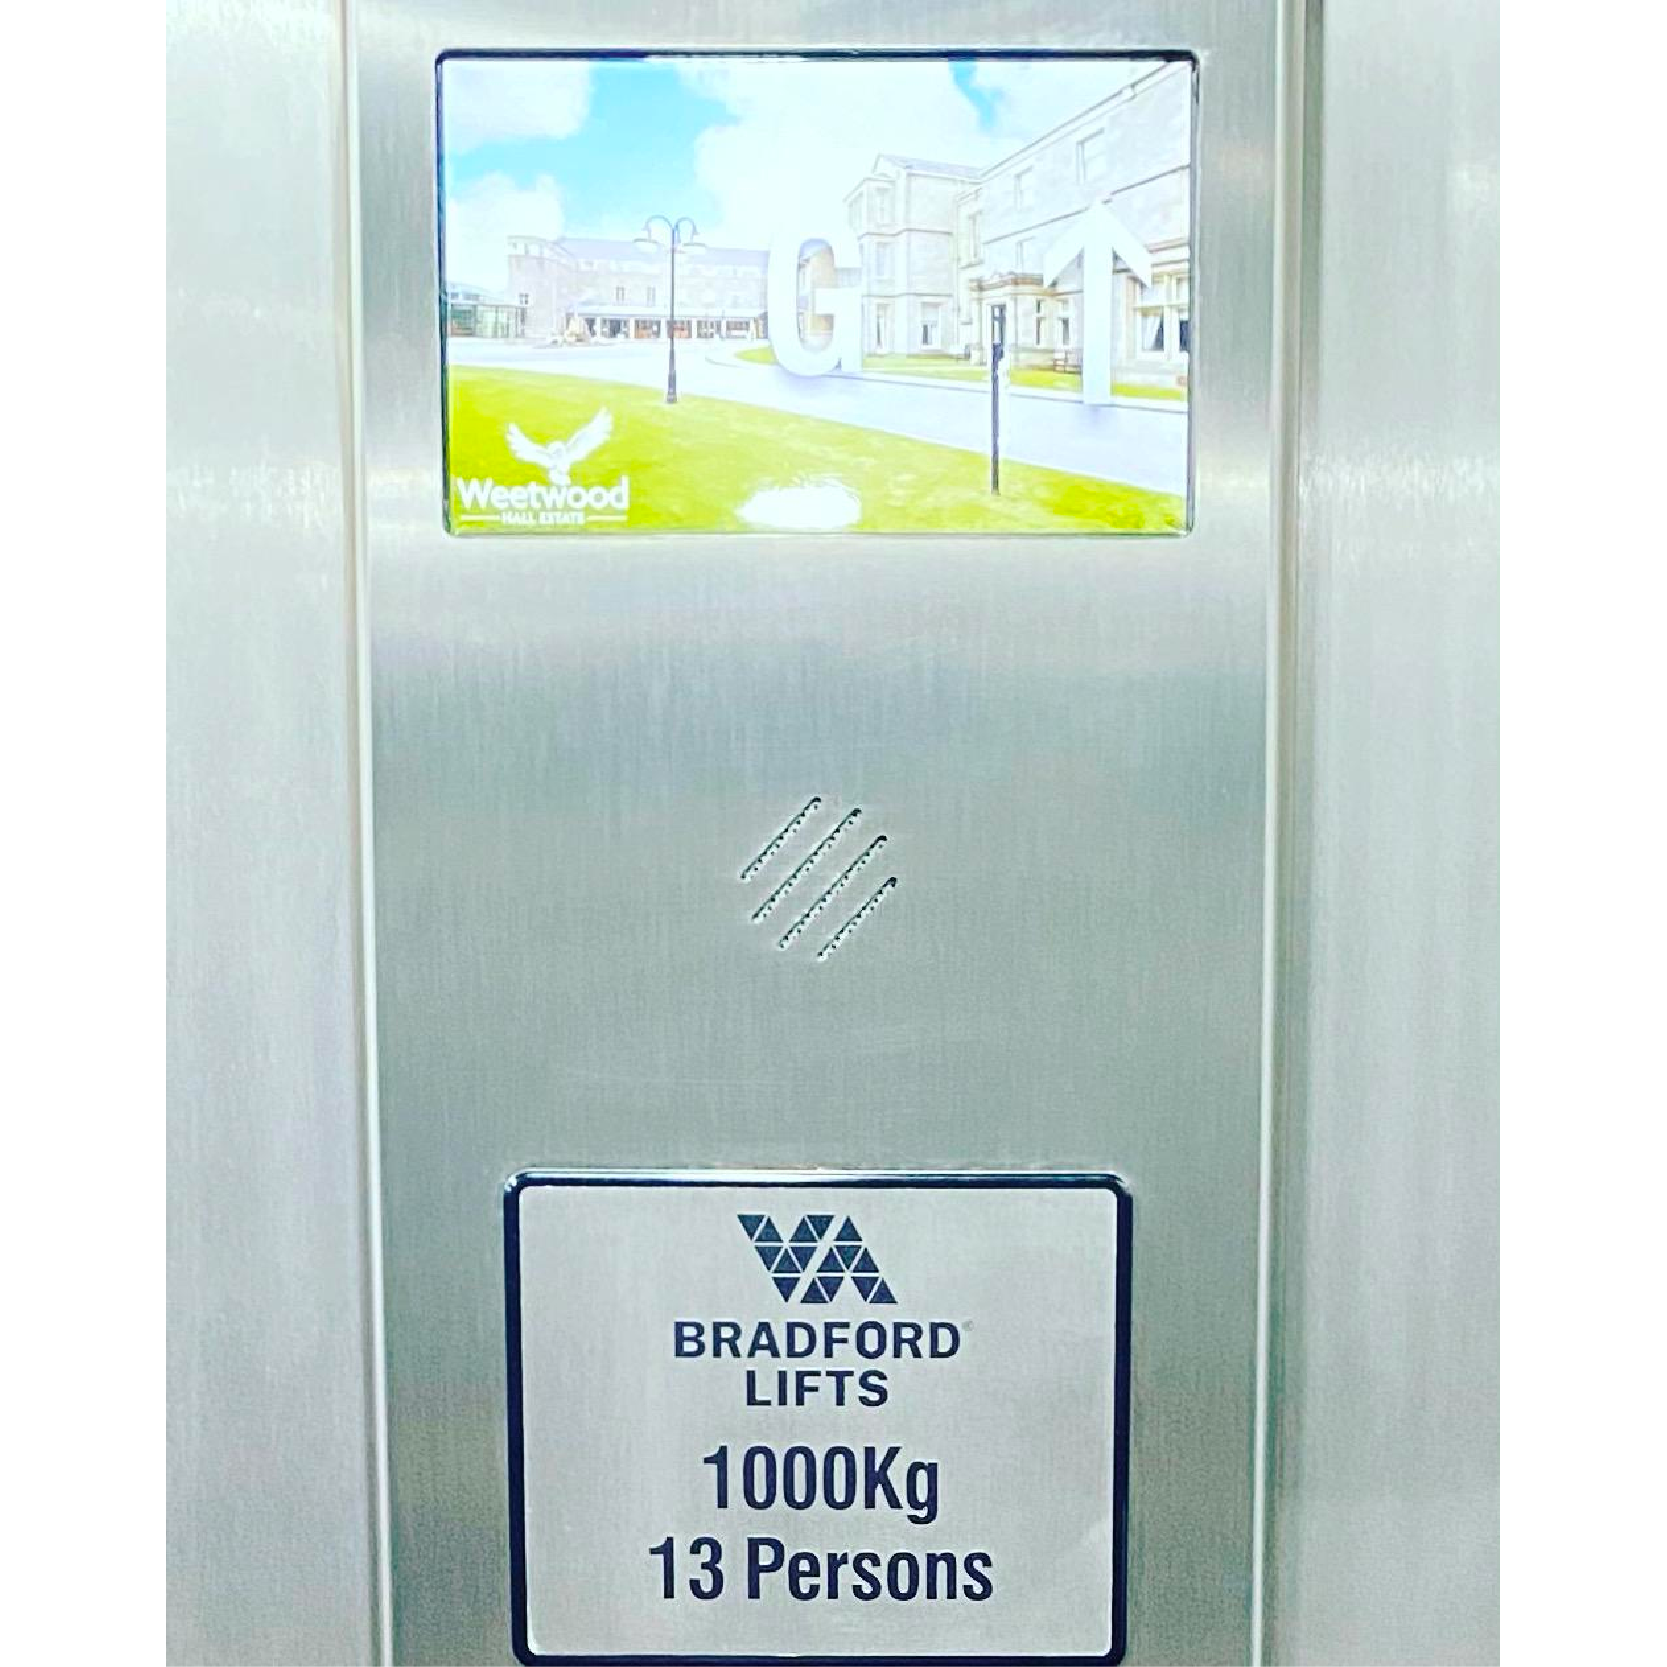 G
Weetwood
HALL ESTATE
BRADFORD®
LIFTS
1000Kg
13 Persons